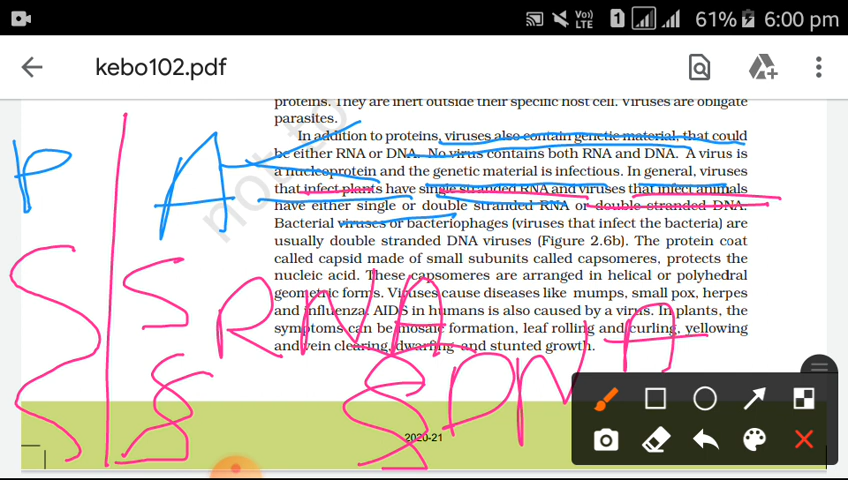 Vo))
LTE
1
61%
6:00 pm
kebo102.pdf
proteins. They are inert outside their specific host cell. Viruses are obligate
parasites.
In addition to proteins, viruses also contain genetic material, that could
be either RNA or DNA. No virus contains both RNA and DNA. A virus is
a nucleoprotein and the genetic material is infectious. In general, viruses
that infect plants have single stranded RNA and viruses that infect animals
have either single or double stranded RNA or double stranded DNA.
Bacterial viruses or bacteriophages (viruses that infect the bacteria) are
usually double stranded DNA viruses (Figure 2.6b). The protein coat
called capsid made of small subunits called capsomeres, protects the
nucleic acid. These capsomeres are arranged in helical or polyhedral
geometric forms. Viruses cause diseases like mumps, small pox, herpes
and influenza. AIDS in humans is also caused by a virus. In plants, the
symptoms can be mosaic formation, leaf rolling and curling, yellowing
and vein clearing, dwarfing and stunted growth.
not to
P A
S S RNA
DNA
2020-21